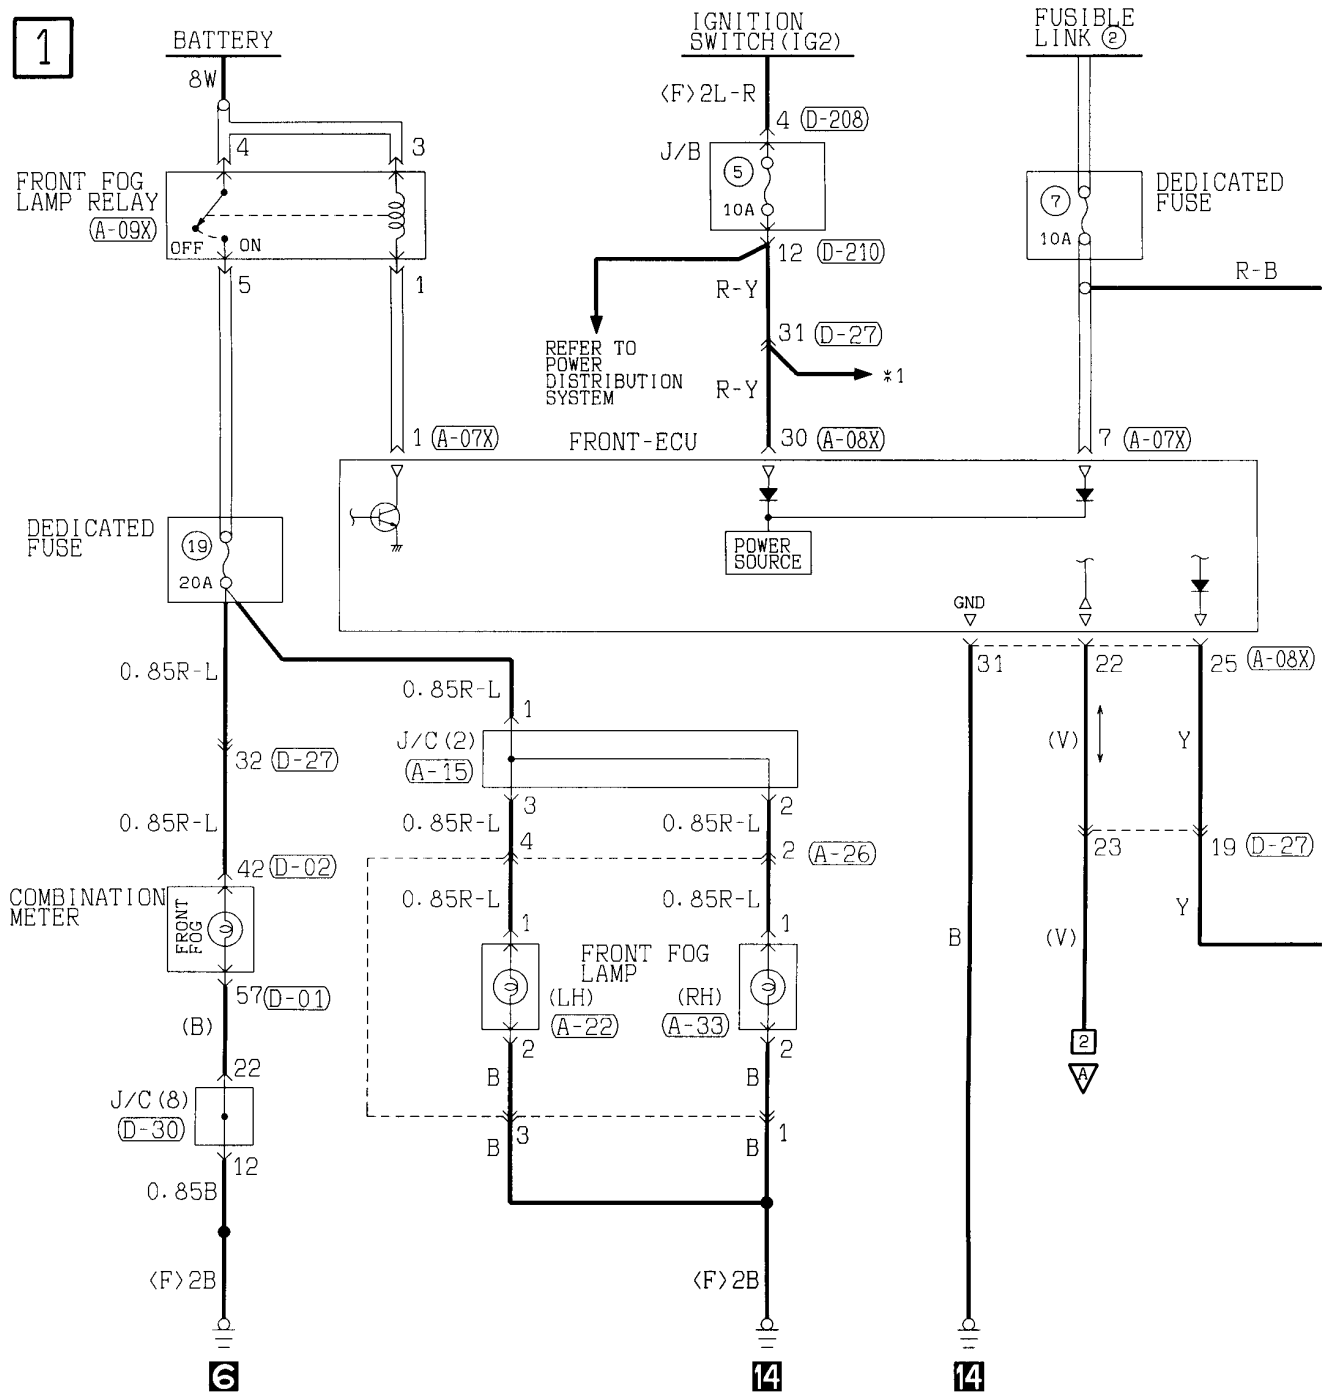 1
BATTERY
IGNITION
SWITCH(IG2)
FUSIBLE
LINK ②
8W
〈F〉2L-R
4 (D-208)
4
3
J/B
5
10A
FRONT FOG
LAMP RELAY
(A-09X)
OFF
ON
7
10A
DEDICATED
FUSE
12 (D-210)
5
1
R-Y
R-B
31 (D-27)
REFER TO
POWER
DISTRIBUTION
SYSTEM
R-Y
*1
1 (A-07X)
FRONT-ECU
30 (A-08X)
7 (A-07X)
DEDICATED
FUSE
19
20A
POWER
SOURCE
GND
31
22
25 (A-08X)
0.85R-L
0.85R-L
1
J/C(2)
(A-15)
32 (D-27)
(V)
Y
3
2
0.85R-L
0.85R-L
0.85R-L
4
2 (A-26)
23
19 (D-27)
42 (D-02)
COMBINATION
METER
FRONT
FOG
0.85R-L
0.85R-L
1
1
B
(V)
Y
FRONT FOG
LAMP
(LH)
(A-22)
(RH)
(A-33)
57 (D-01)
(B)
2
2
2
A
22
B
B
J/C(8)
(D-30)
3
1
12
B
B
0.85B
〈F〉2B
〈F〉2B
6
14
14